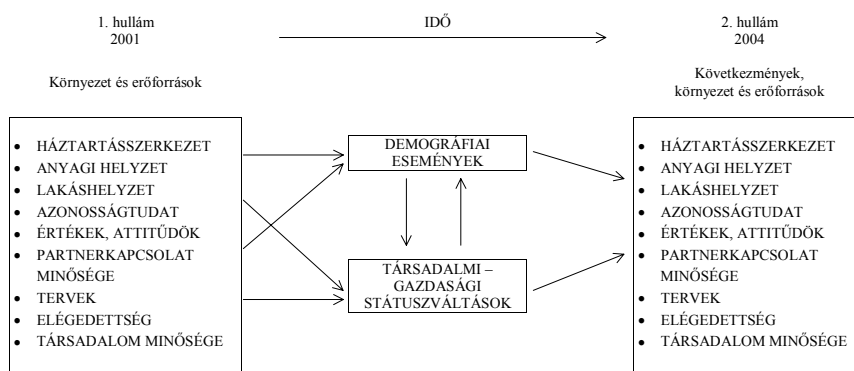 1. hullám
2001
IDŐ
2. hullám
2004
Környezet és erőforrások
Következmények,
környezet és erőforrások
• HÁZTARTÁSSZERKEZET
• ANYAGI HELYZET
• LAKÁSHELYZET
• AZONOSSÁGTUDAT
• ÉRTÉKEK, ATTITŰDÖK
• PARTNERKAPCSOLAT
MINŐSÉGE
• TERVEK
• ELÉGEDETTSÉG
• TÁRSADALOM MINŐSÉGE
DEMOGRÁFIAI
ESEMÉNYEK
TÁRSADALMI –
GAZDASÁGI
STÁTUSZVÁLTÁSOK
• HÁZTARTÁSSZERKEZET
• ANYAGI HELYZET
• LAKÁSHELYZET
• AZONOSSÁGTUDAT
• ÉRTÉKEK, ATTITŰDÖK
• PARTNERKAPCSOLAT
MINŐSÉGE
• TERVEK
• ELÉGEDETTSÉG
• TÁRSADALOM MINŐSÉGE